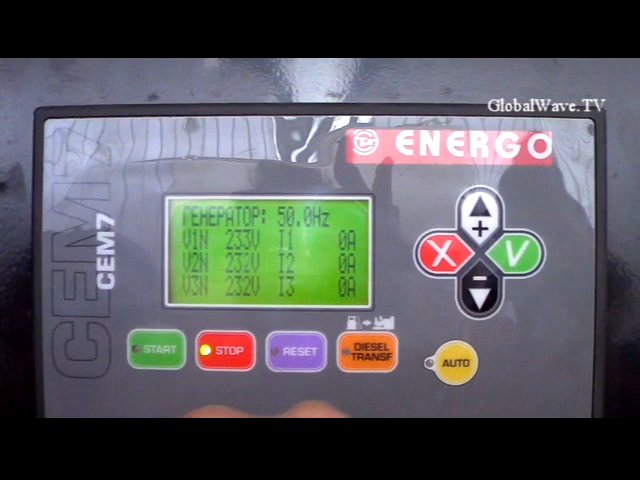 GlobalWave.TV
ENERGO
CEM7
CEM7
ГЕНЕРАТОР: 50.0Hz
V1N 233V I1 0A
V2N 232V I2 0A
V3N 232V I3 0A
+
X V
-
START
STOP
RESET
DIESEL
TRANSF
AUTO